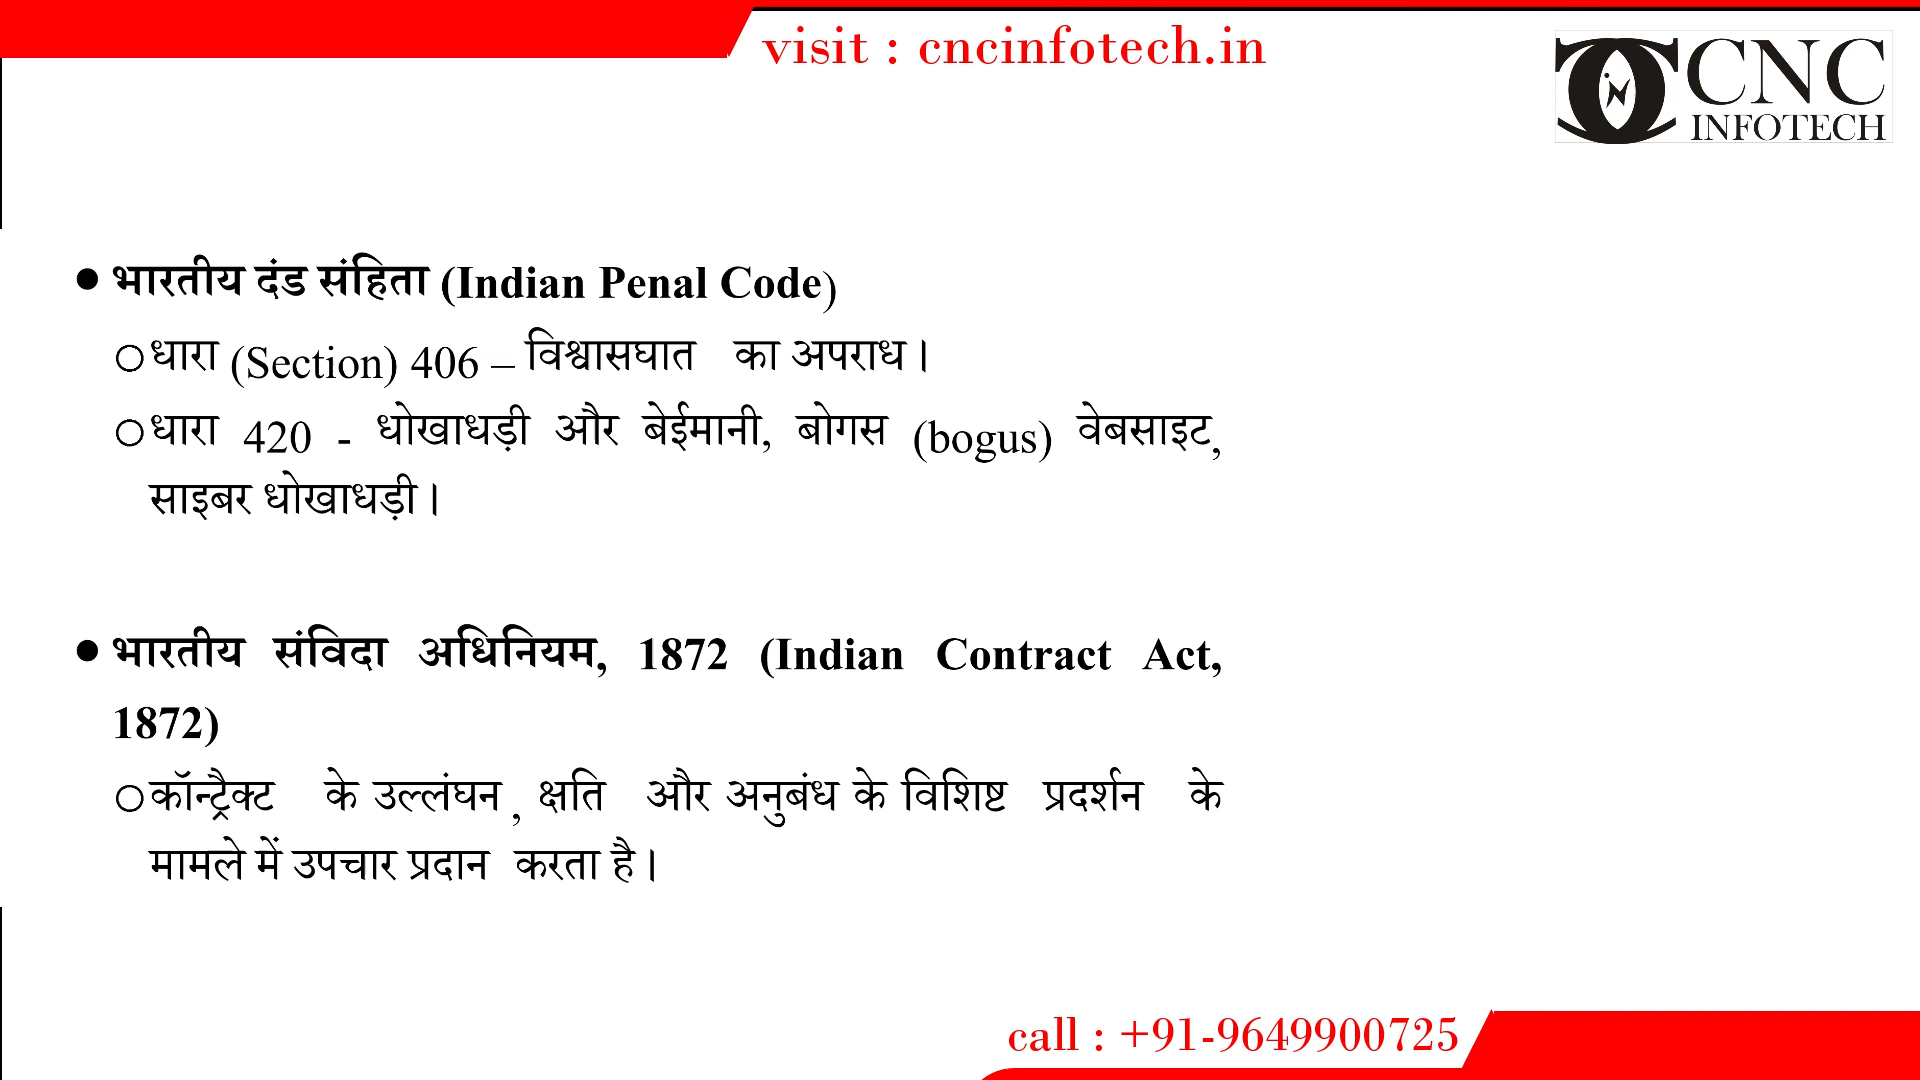 visit : cncinfotech.in
CNC
INFOTECH
● भारतीय दंड संहिता (Indian Penal Code)
○ धारा (Section) 406 – विश्वासघात का अपराध।
○ धारा 420 - धोखाधड़ी और बेईमानी, बोगस (bogus) वेबसाइट,
साइबर धोखाधड़ी।
● भारतीय संविदा अधिनियम, 1872 (Indian Contract Act,
1872)
○ कॉन्ट्रैक्ट के उल्लंघन , क्षति और अनुबंध के विशिष्ट प्रदर्शन के
मामले में उपचार प्रदान करता है।
call : +91-9649900725